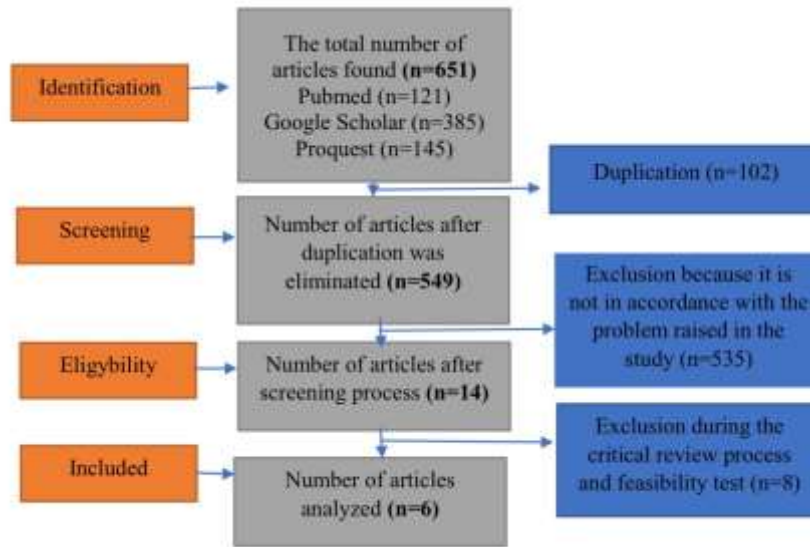 Identification
The total number of
articles found (n=651)
Pubmed (n=121)
Google Scholar (n=385)
Proquest (n=145)
Duplication (n=102)
Screening
Number of articles after
duplication was
eliminated (n=549)
Exclusion because it is
not in accordance with the
problem raised in the
study (n=535)
Eligybility
Number of articles after
screening process (n=14)
Exclusion during the
critical review process
and feasibility test (n=8)
Included
Number of articles
analyzed (n=6)